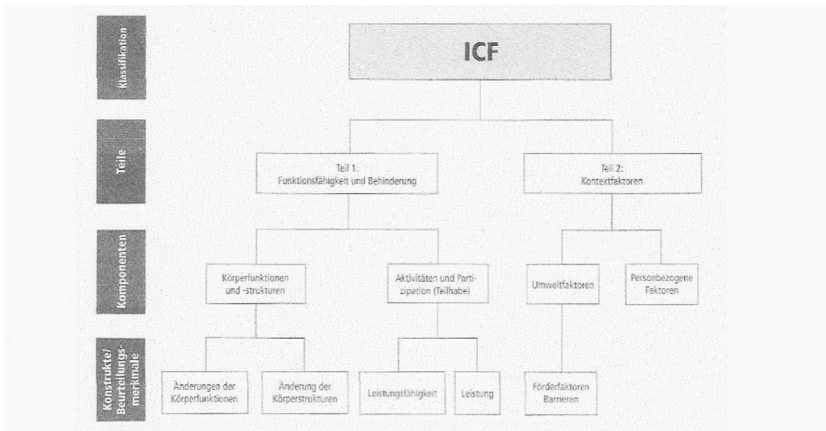 Klassifikation
ICF
Teile
Teil 1:
Funktionsfähigkeit und Behinderung
Teil 2:
Kontextfaktoren
Komponenten
Körperfunktionen
und -strukturen
Aktivitäten und Parti-
zipation (Teilhabe)
Umweltfaktoren
Personbezogene
Faktoren
Konstrukte/
Beurteilungs-
merkmale
Änderungen der
Körperfunktionen
Änderung der
Körperstrukturen
Leistungsfähigkeit
Leistung
Förderfaktoren
Barrieren